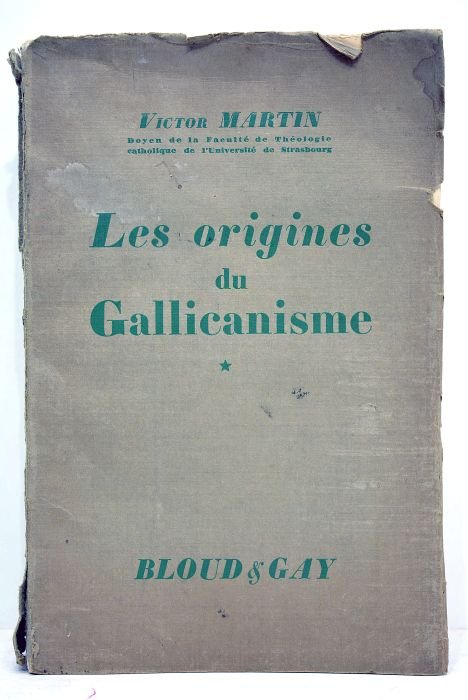 Victor MARTIN
Doyen de la Faculté de Théologie
catholique de l'Université de Strasbourg
Les origines
du
Gallicanisme
★
BLOUD & GAY